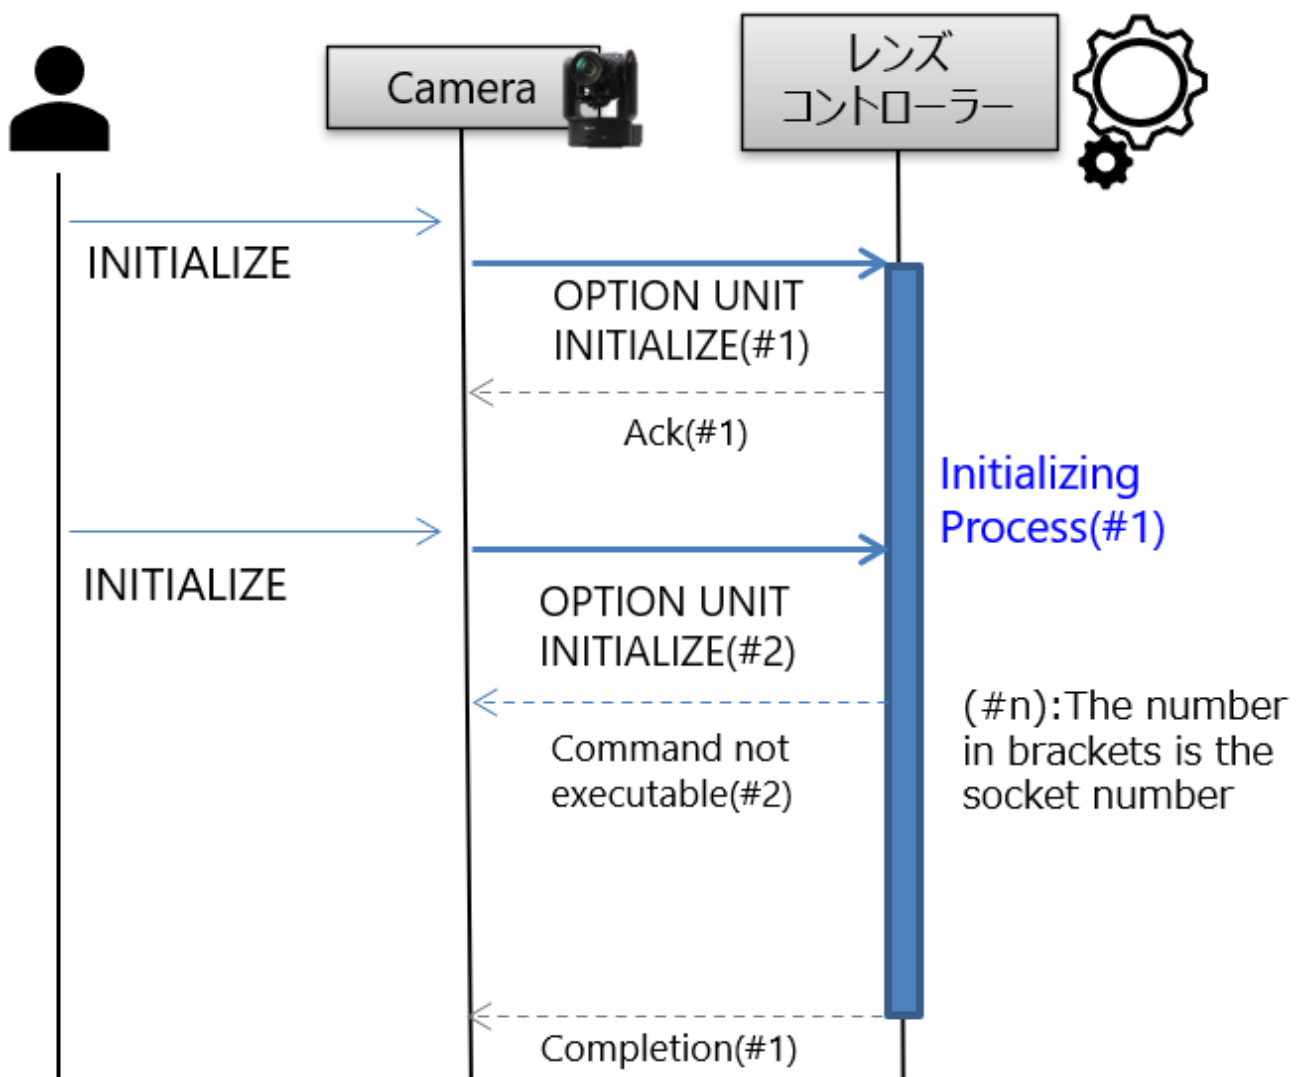 Camera
レンズ
コントローラー
INITIALIZE
OPTION UNIT
INITIALIZE(#1)
Ack(#1)
Initializing
Process(#1)
INITIALIZE
OPTION UNIT
INITIALIZE(#2)
Command not
executable(#2)
(#n):The number
in brackets is the
socket number
Completion(#1)